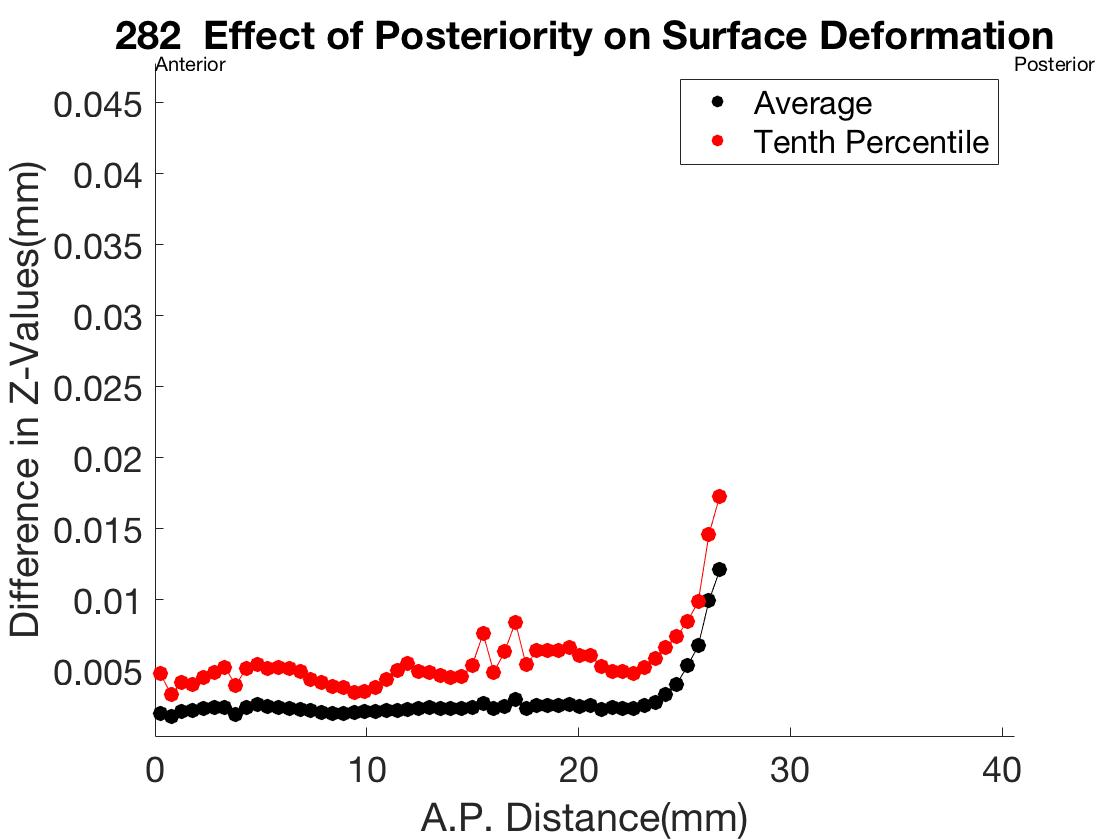 282  Effect of Posteriority on Surface Deformation
Anterior
Posterior
Average
Tenth Percentile
0.045
0.04
0.035
0.03
0.025
0.02
0.015
0.01
0.005
Difference in Z-Values(mm)
0
10
20
30
40
A.P. Distance(mm)